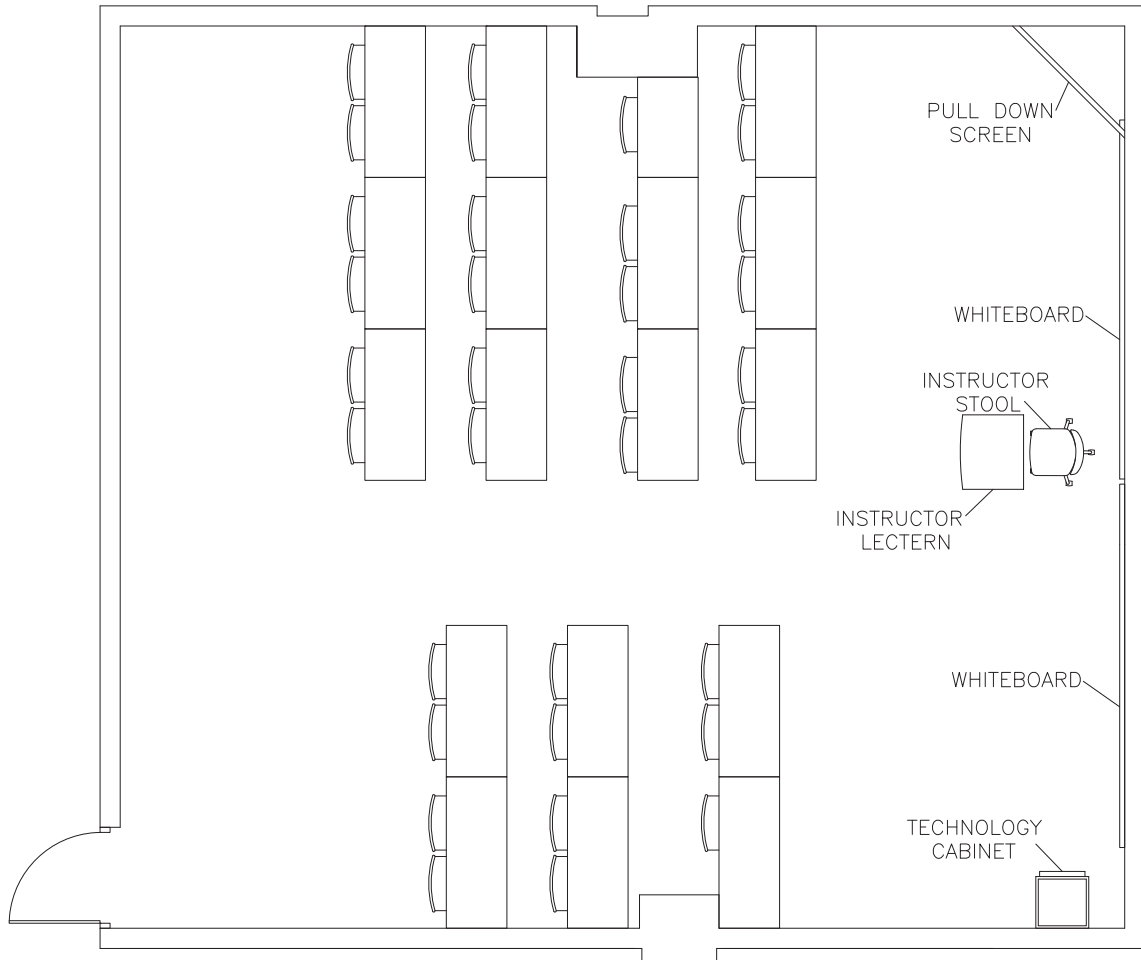 PULL DOWN
SCREEN
WHITEBOARD
INSTRUCTOR
STOOL
INSTRUCTOR
LECTERN
WHITEBOARD
TECHNOLOGY
CABINET